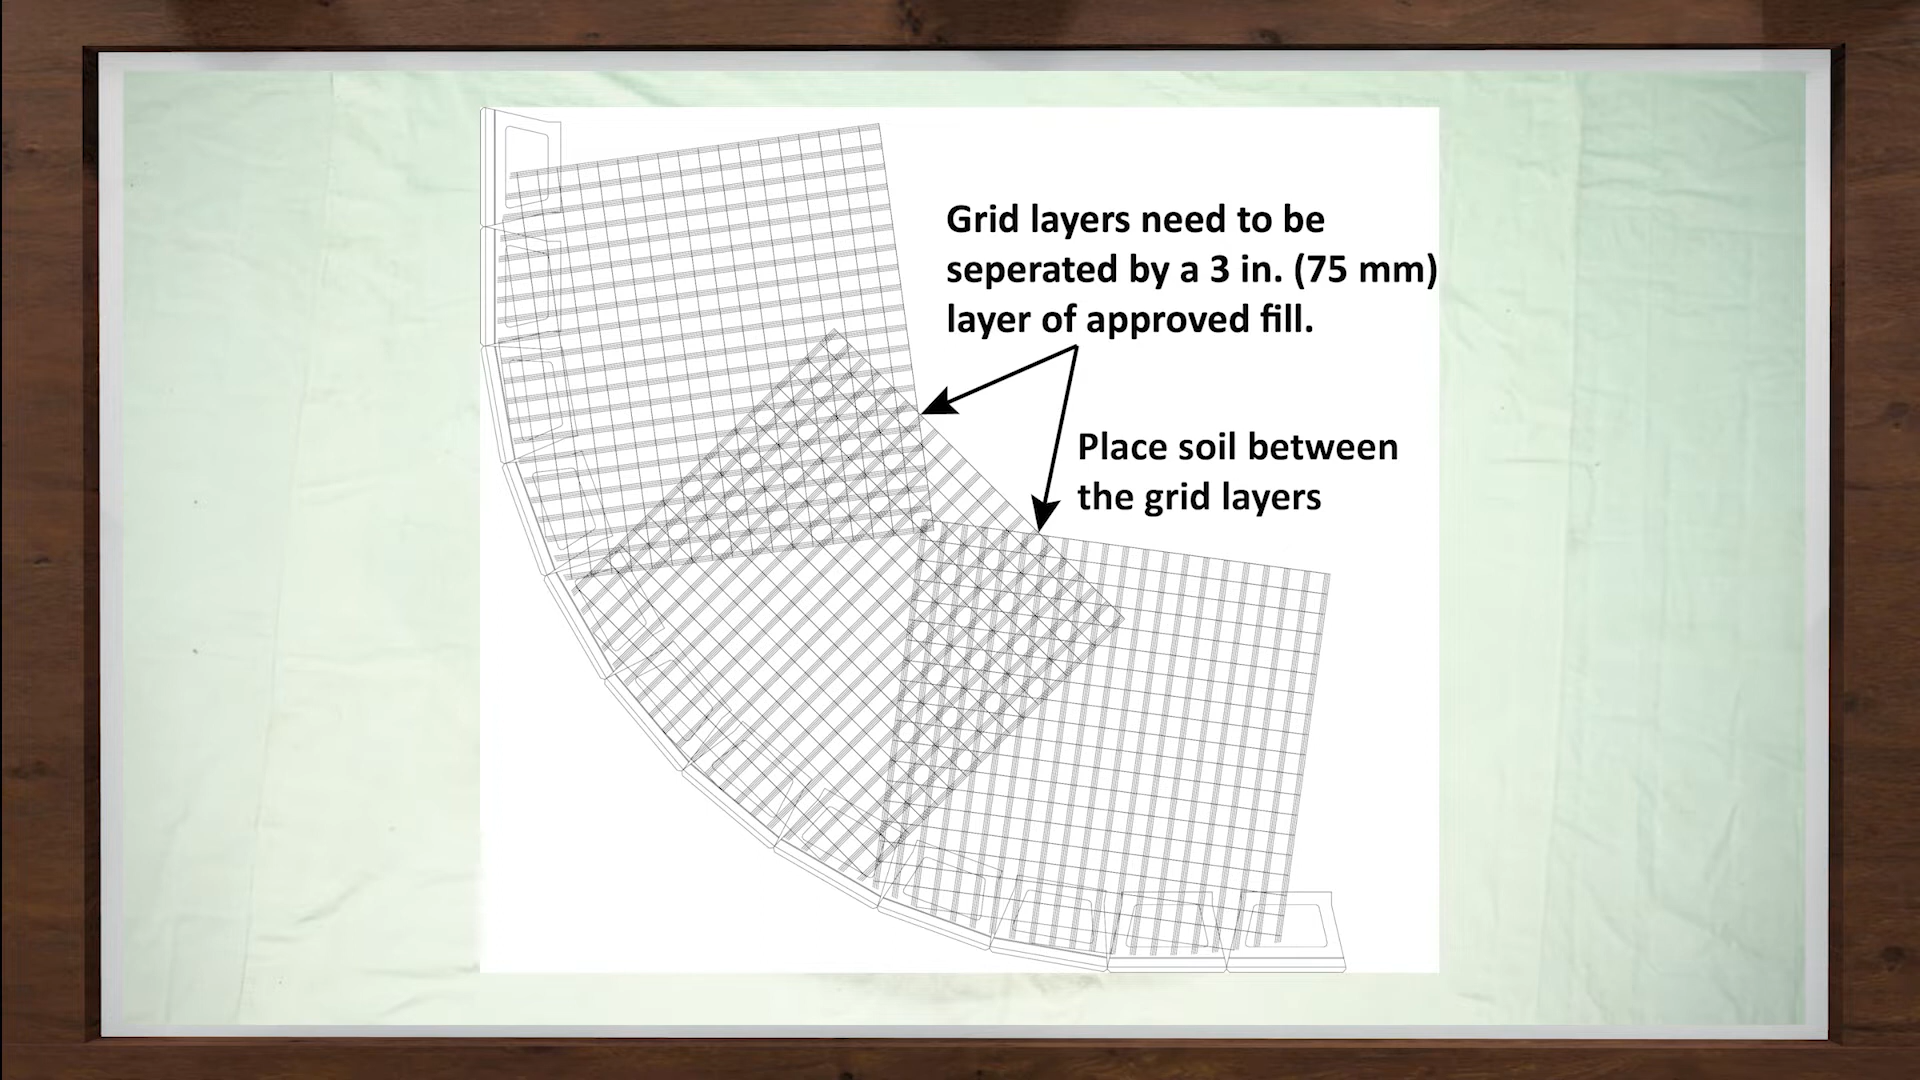 Grid layers need to be
seperated by a 3 in. (75 mm)
layer of approved fill.
Place soil between
the grid layers